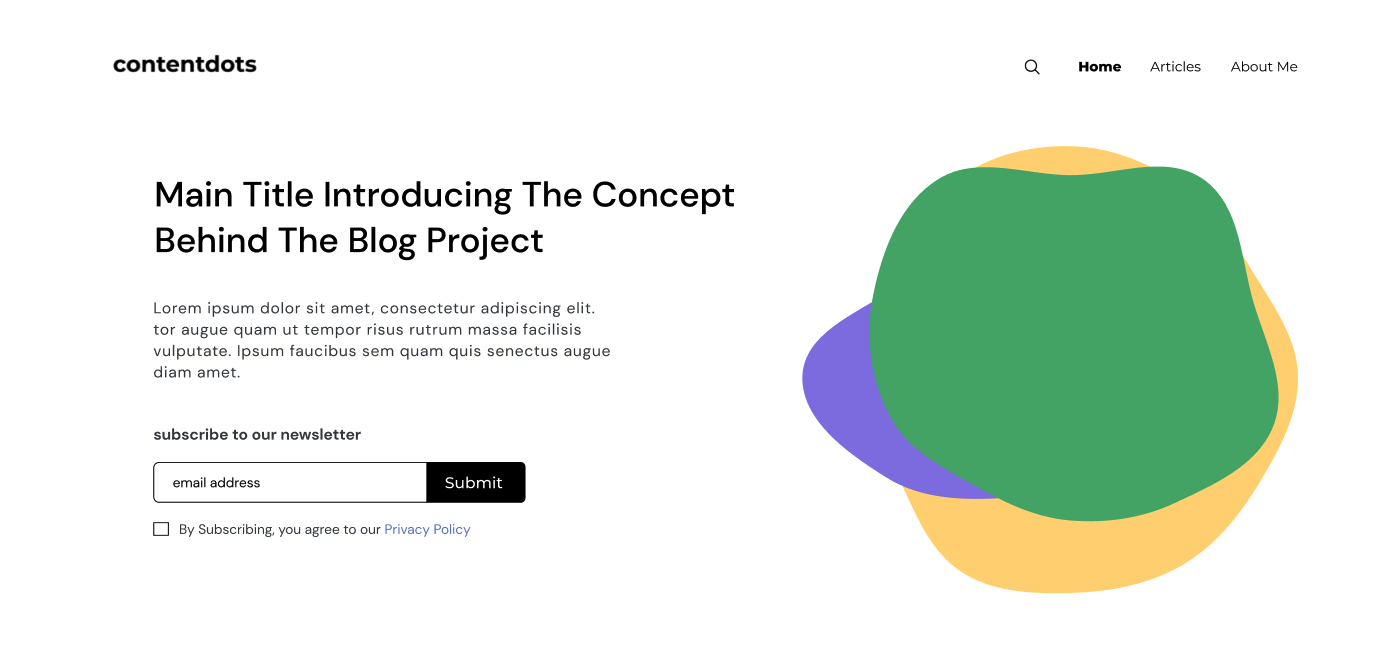 contentdots
Home Articles About Me
Main Title Introducing The Concept
Behind The Blog Project
Lorem ipsum dolor sit amet, consectetur adipiscing elit.
tor augue quam ut tempor risus rutrum massa facilisis
vulputate. Ipsum faucibus sem quam quis senectus augue
diam amet.
subscribe to our newsletter
email address Submit
By Subscribing, you agree to our Privacy Policy